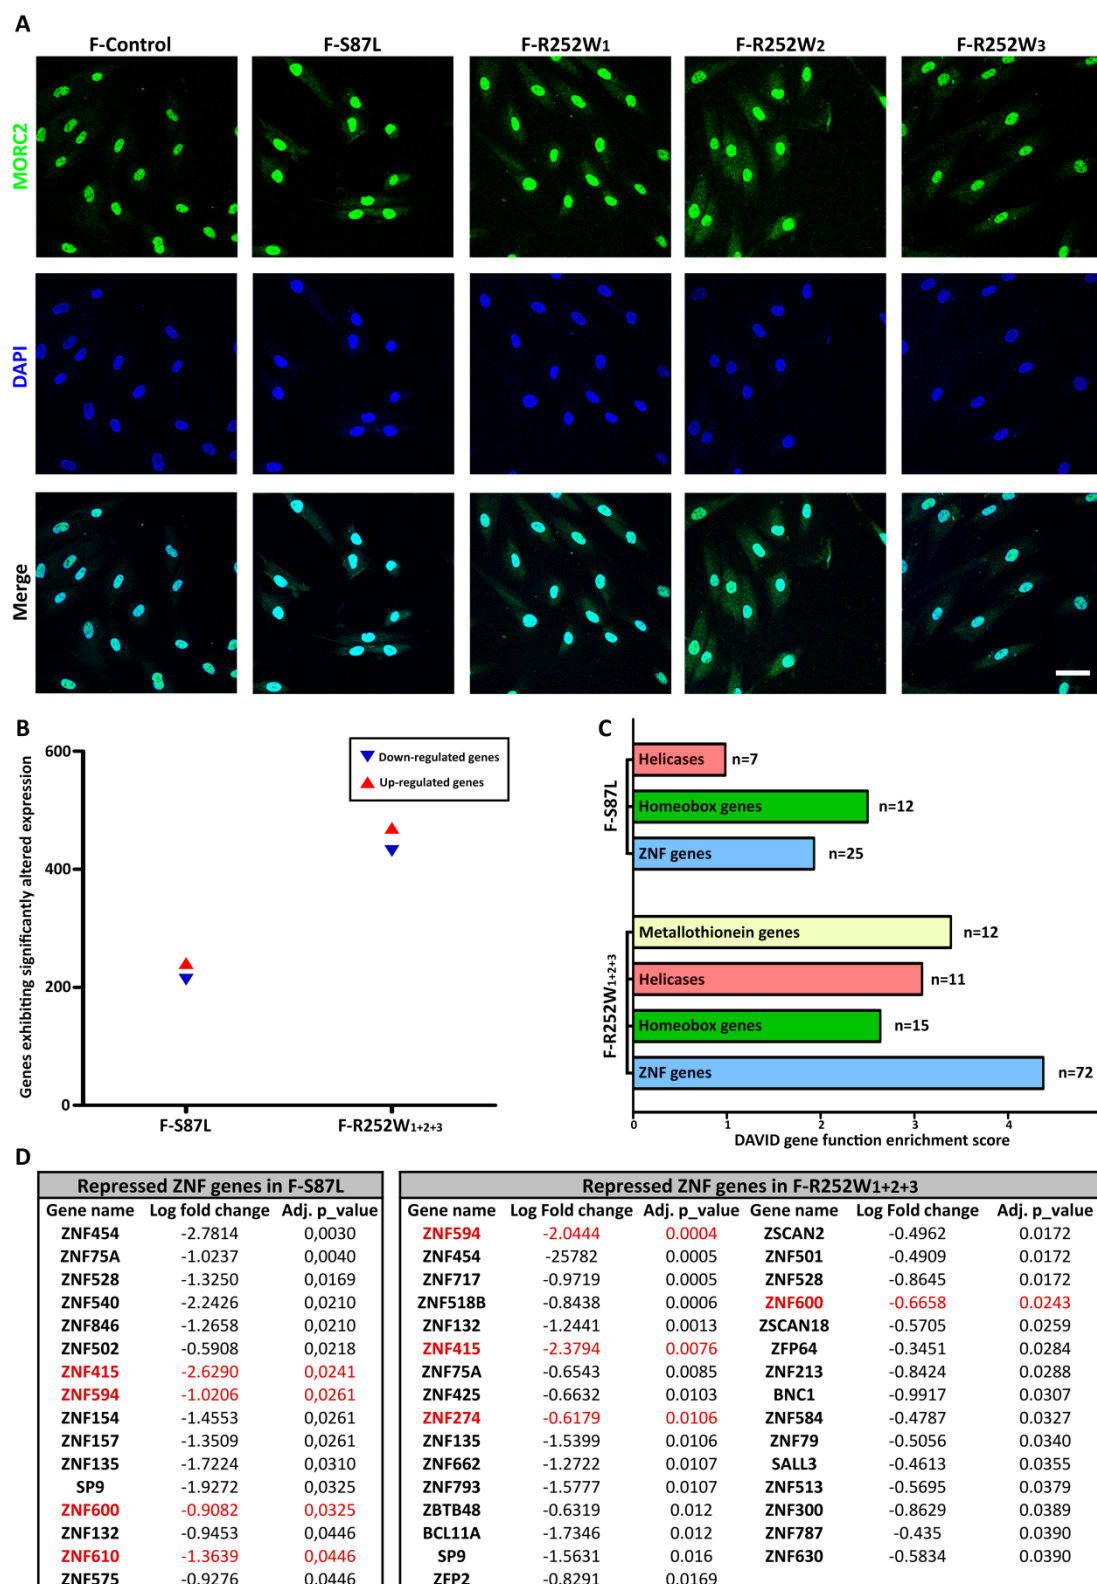 A
F-Control F-S87L F-R252W1 F-R252W2 F-R252W3
MORC2
DAPI
Merge
B
Genes exhibiting significantly altered expression
600
400
200
0
Down-regulated genes
Up-regulated genes
F-S87L F-R252W1+2+3
C
F-S87L
Helicases n=7
Homeobox genes n=12
ZNF genes n=25
F-R252W1+2+3
Metallothionein genes n=12
Helicases n=11
Homeobox genes n=15
ZNF genes n=72
0 1 2 3 4
DAVID gene function enrichment score
D
Repressed ZNF genes in F-S87L
Gene name Log fold change Adj. p_value
ZNF454 -2.7814 0,0030
ZNF75A -1.0237 0,0040
ZNF528 -1.3250 0,0169
ZNF540 -2.2426 0,0210
ZNF846 -1.2658 0,0210
ZNF502 -0.5908 0,0218
ZNF415 -2.6290 0,0241
ZNF594 -1.0206 0,0261
ZNF154 -1.4553 0,0261
ZNF157 -1.3509 0,0261
ZNF135 -1.7224 0,0310
SP9 -1.9272 0,0325
ZNF600 -0.9082 0,0325
ZNF132 -0.9453 0,0446
ZNF610 -1.3639 0,0446
ZNF575 -0.9276 0.0446
Repressed ZNF genes in F-R252W1+2+3
Gene name Log Fold change Adj. p_value Gene name Log Fold change Adj. p_value
ZNF594 -2.0444 0.0004 ZSCAN2 -0.4962 0.0172
ZNF454 -25782 0.0005 ZNF501 -0.4909 0.0172
ZNF717 -0.9719 0.0005 ZNF528 -0.8645 0.0172
ZNF518B -0.8438 0.0006 ZNF600 -0.6658 0.0243
ZNF132 -1.2441 0.0013 ZSCAN18 -0.5705 0.0259
ZNF415 -2.3794 0.0076 ZFP64 -0.3451 0.0284
ZNF75A -0.6543 0.0085 ZNF213 -0.8424 0.0288
ZNF425 -0.6632 0.0103 BNC1 -0.9917 0.0307
ZNF274 -0.6179 0.0106 ZNF584 -0.4787 0.0327
ZNF135 -1.5399 0.0106 ZNF79 -0.5056 0.0340
ZNF662 -1.2722 0.0107 SALL3 -0.4613 0.0355
ZNF793 -1.5777 0.0107 ZNF513 -0.5695 0.0379
ZBTB48 -0.6319 0.012 ZNF300 -0.8629 0.0389
BCL11A -1.7346 0.012 ZNF787 -0.435 0.0390
SP9 -1.5631 0.016 ZNF630 -0.5834 0.0390
ZFP2 -0.8291 0.0169